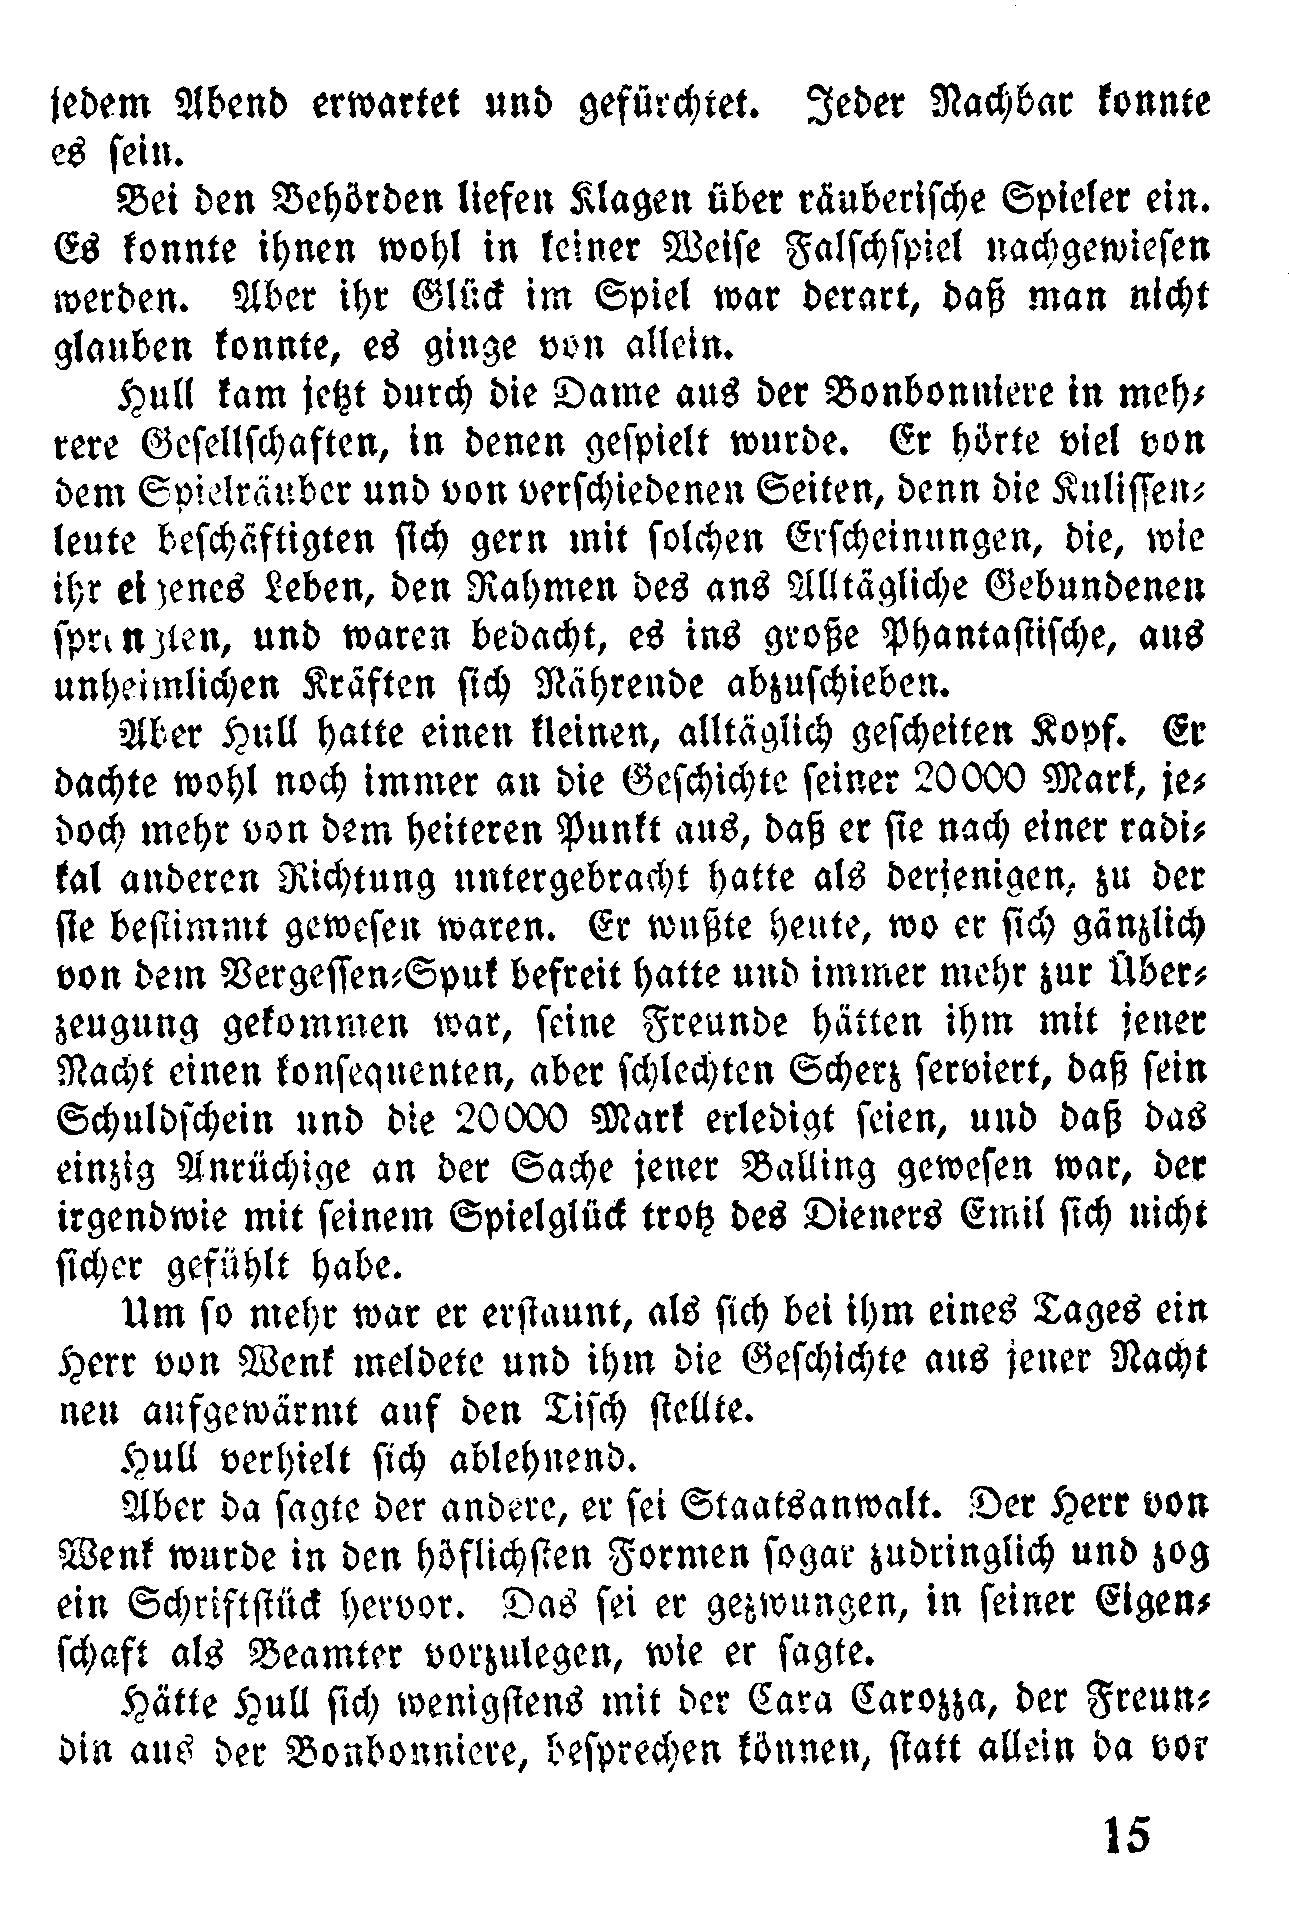 jedem Abend erwartet und gefürchtet. Jeder Nachbar konnte
es sein.
Bei den Behörden liefen Klagen über räuberische Spieler ein.
Es konnte ihnen wohl in keiner Weise Falschspiel nachgewiesen
werden. Aber ihr Glück im Spiel war derart, daß man nicht
glauben konnte, es ginge von allein.
Hull kam jetzt durch die Dame aus der Bonbonniere in meh-
rere Gesellschaften, in denen gespielt wurde. Er hörte viel von
dem Spielräuber und von verschiedenen Seiten, denn die Kulissen-
leute beschäftigten sich gern mit solchen Erscheinungen, die, wie
ihr eigenes Leben, den Rahmen des ans Alltägliche Gebundenen
sprengten, und waren bedacht, es ins große Phantastische, aus
unheimlichen Kräften sich Nährende abzuschieben.
Aber Hull hatte einen kleinen, alltäglich gescheiten Kopf. Er
dachte wohl noch immer an die Geschichte seiner 20000 Mark, je-
doch mehr von dem heiteren Punkt aus, daß er sie nach einer radi-
kal anderen Richtung untergebracht hatte als derjenigen, zu der
sie bestimmt gewesen waren. Er wußte heute, wo er sich gänzlich
von dem Vergessen-Spuk befreit hatte und immer mehr zur Über-
zeugung gekommen war, seine Freunde hätten ihm mit jener
Nacht einen konsequenten, aber schlechten Scherz serviert, daß sein
Schuldschein und die 20000 Mark erledigt seien, und daß das
einzig Anrüchige an der Sache jener Balling gewesen war, der
irgendwie mit seinem Spielglück trotz des Dieners Emil sich nicht
sicher gefühlt habe.
Um so mehr war er erstaunt, als sich bei ihm eines Tages ein
Herr von Wenk meldete und ihm die Geschichte aus jener Nacht
neu aufgewärmt auf den Tisch stellte.
Hull verhielt sich ablehnend.
Aber da sagte der andere, er sei Staatsanwalt. Der Herr von
Wenk wurde in den höflichsten Formen sogar zudringlich und zog
ein Schriftstück hervor. Das sei er gezwungen, in seiner Eigen-
schaft als Beamter vorzulegen, wie er sagte.
Hätte Hull sich wenigstens mit der Cara Carozza, der Freun-
din aus der Bonbonniere, besprechen können, statt allein da vor
15